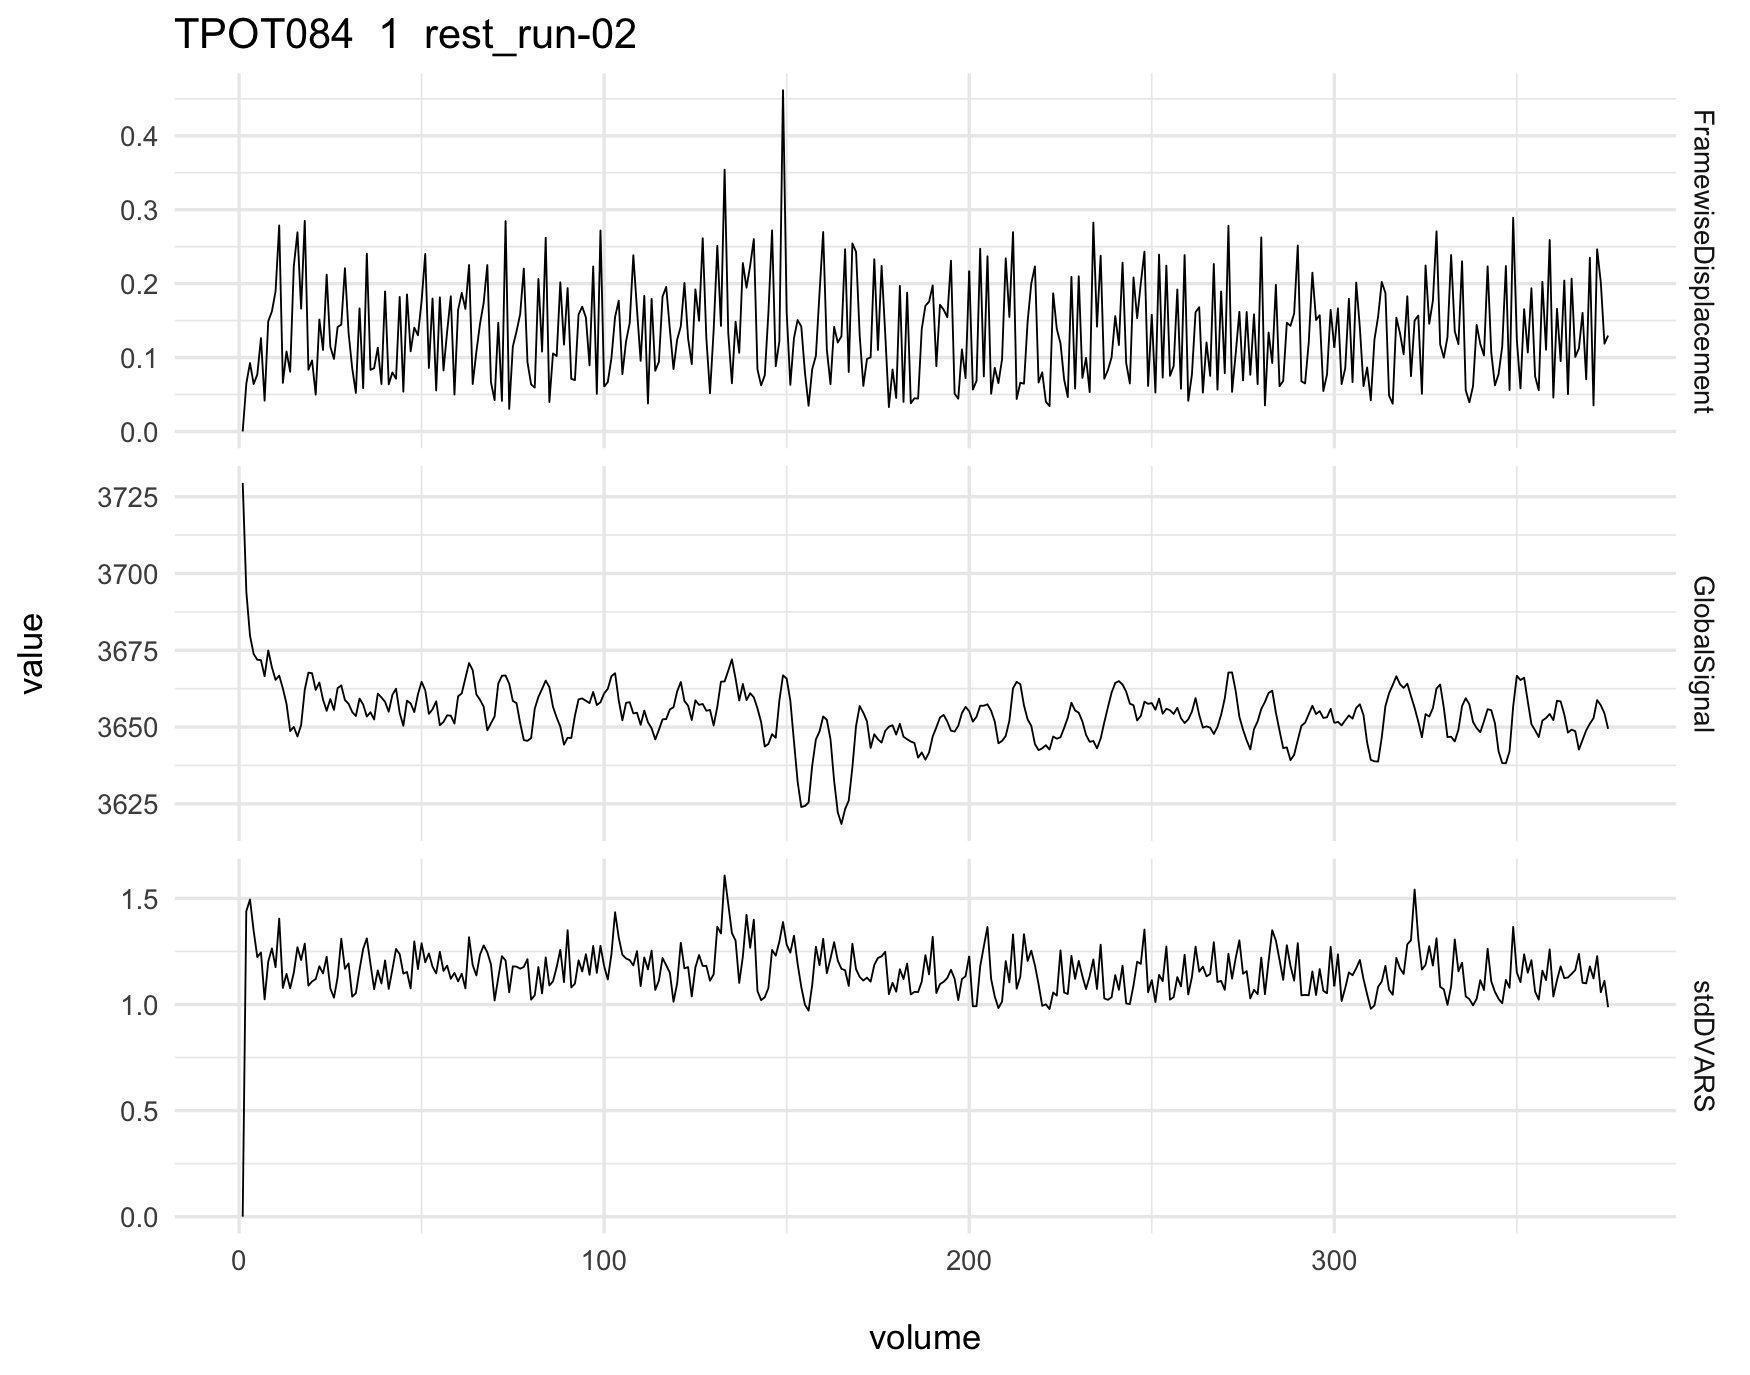 TPOT084 1 rest_run-02
0.4
0.3
0.2
0.1
0.0
FramewiseDisplacement
3725
3700
3675
3650
3625
GlobalSignal
value
1.5
1.0
0.5
0.0
stdDVARS
0 100 200 300
volume